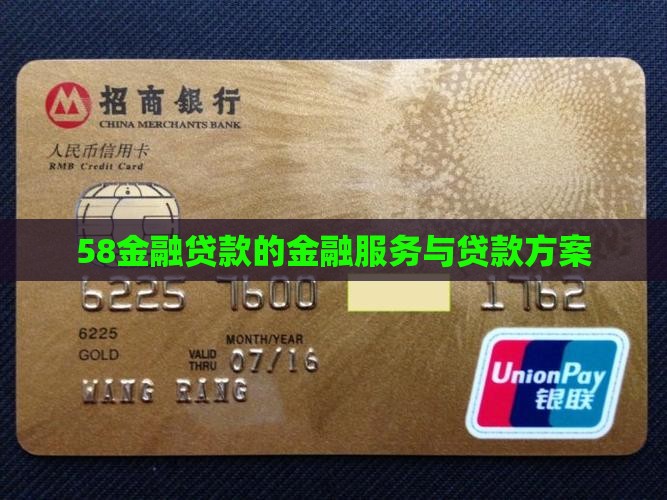 招商銀行
CHINA MERCHANTS BANK
人民币信用卡
RMB Credit Card
58金融贷款的金融服务与贷款方案
6225 7600 1762
6225
MONTH/YEAR
GOLD VALID THRU 07/16
WANG RANG
UnionPay
银联